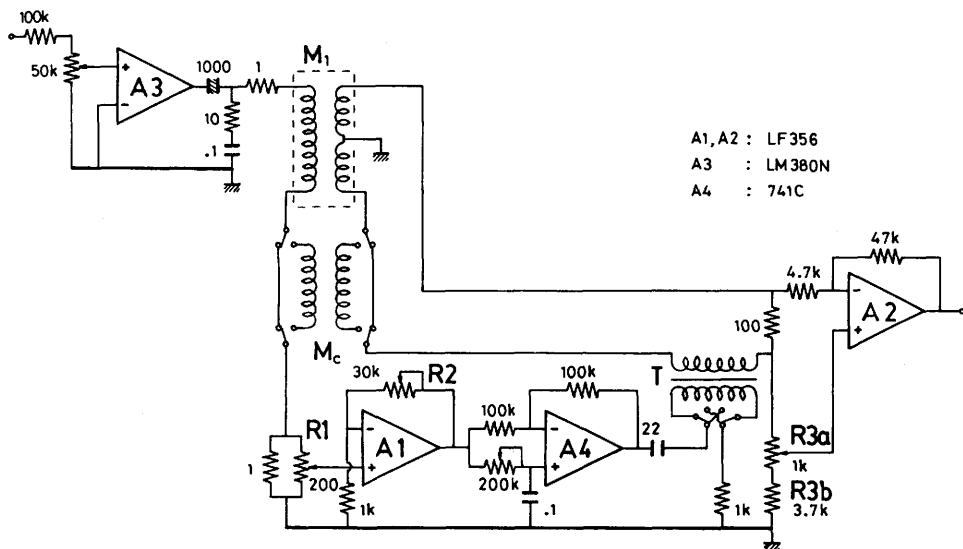 100k
50k
A3
+
−
1000
1
10
.1
M₁
A1, A2 : LF356
A3 : LM380N
A4 : 741C
47k
4.7k
−
+
A2
100
Mc
T
30k
R2
R1
1
200
−
+
A1
1k
100k
100k
200k
−
+
A4
.1
22
1k
R3a
1k
R3b
3.7k